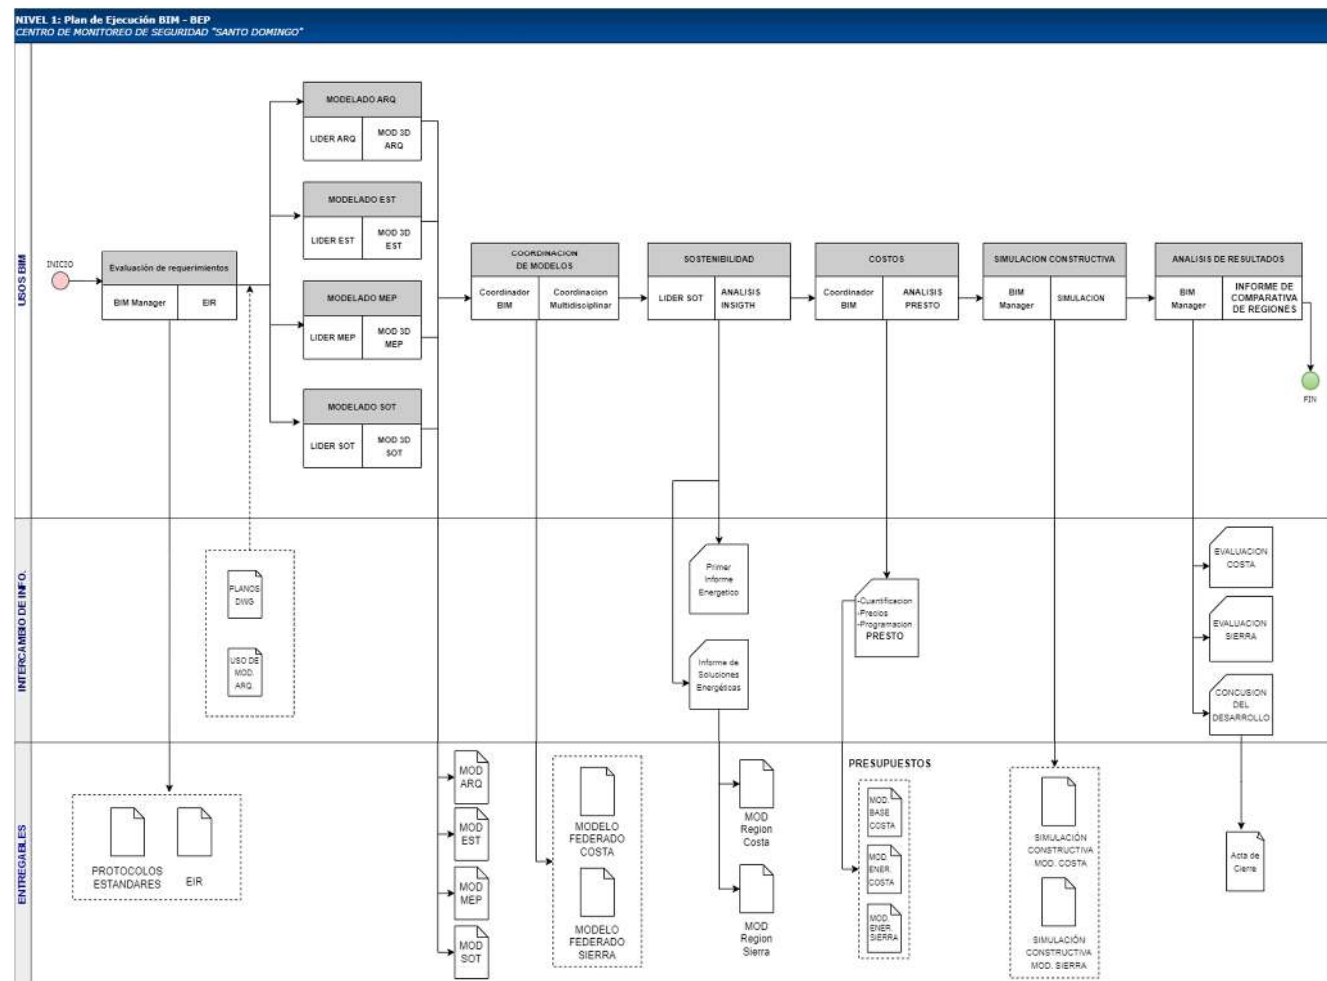 NIVEL 1: Plan de Ejecución BIM - BEP
CENTRO DE MONITOREO DE SEGURIDAD "SANTO DOMINGO"
USOS BIM
INICIO
Evaluación de requerimientos
BIM Manager
EIR
MODELADO ARQ
LIDER ARQ
MOD 3D
ARQ
MODELADO EST
LIDER EST
MOD 3D
EST
MODELADO MEP
LIDER MEP
MOD 3D
MEP
MODELADO SOT
LIDER SOT
MOD 3D
SOT
COORDINACION
DE MODELOS
Coordinador
BIM
Coordinacion
Multidisciplinar
SOSTENIBILIDAD
LIDER SOT
ANALISIS
INSIGTH
COSTOS
Coordinador
BIM
ANALISIS
PRESTO
SIMULACION CONSTRUCTIVA
BIM
Manager
SIMULACION
ANALISIS DE RESULTADOS
BIM
Manager
INFORME DE
COMPARATIVA
DE REGIONES
FIN
INTERCAMBIO DE INFO.
PLANOS
DWG
USO DE
MOD.
ARQ.
Primer
Informe
Energetico
Informe de
Soluciones
Energéticas
-Cuantificacion
-Precios
-Programacion
PRESTO
EVALUACION
COSTA
EVALUACION
SIERRA
CONCUSION
DEL
DESARROLLO
ENTREGABLES
PROTOCOLOS
ESTANDARES
EIR
MOD
ARQ
MOD
EST
MOD
MEP
MOD
SOT
MODELO
FEDERADO
COSTA
MODELO
FEDERADO
SIERRA
MOD
Region
Costa
MOD
Region
Sierra
PRESUPUESTOS
MOD.
BASE
COSTA
MOD.
ENER.
COSTA
MOD.
ENER.
SIERRA
SIMULACIÓN
CONSTRUCTIVA
MOD. COSTA
SIMULACIÓN
CONSTRUCTIVA
MOD. SIERRA
Acta de
Cierre